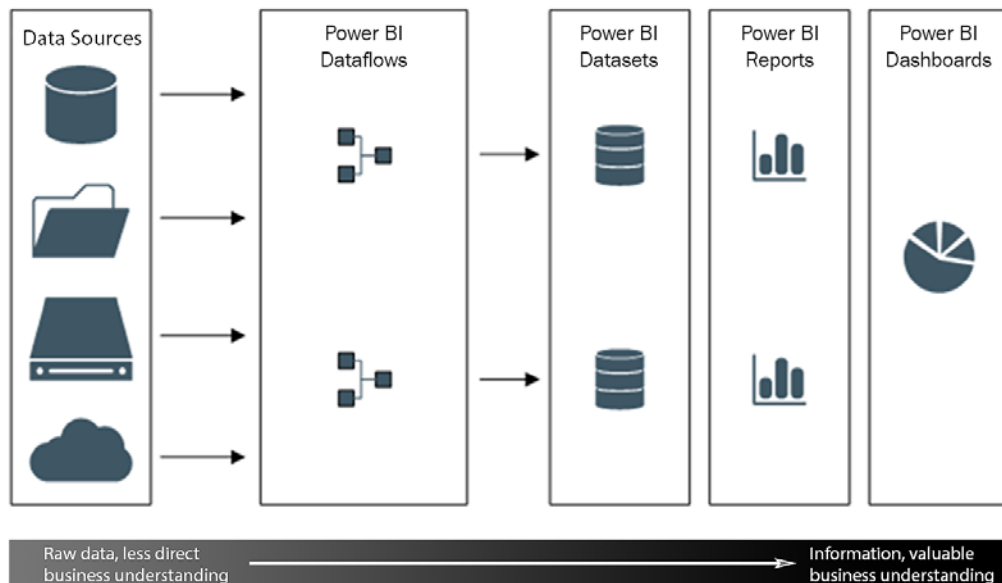 Data Sources
Power BI
Dataflows
Power BI
Datasets
Power BI
Reports
Power BI
Dashboards
Raw data, less direct
business understanding
Information, valuable
business understanding